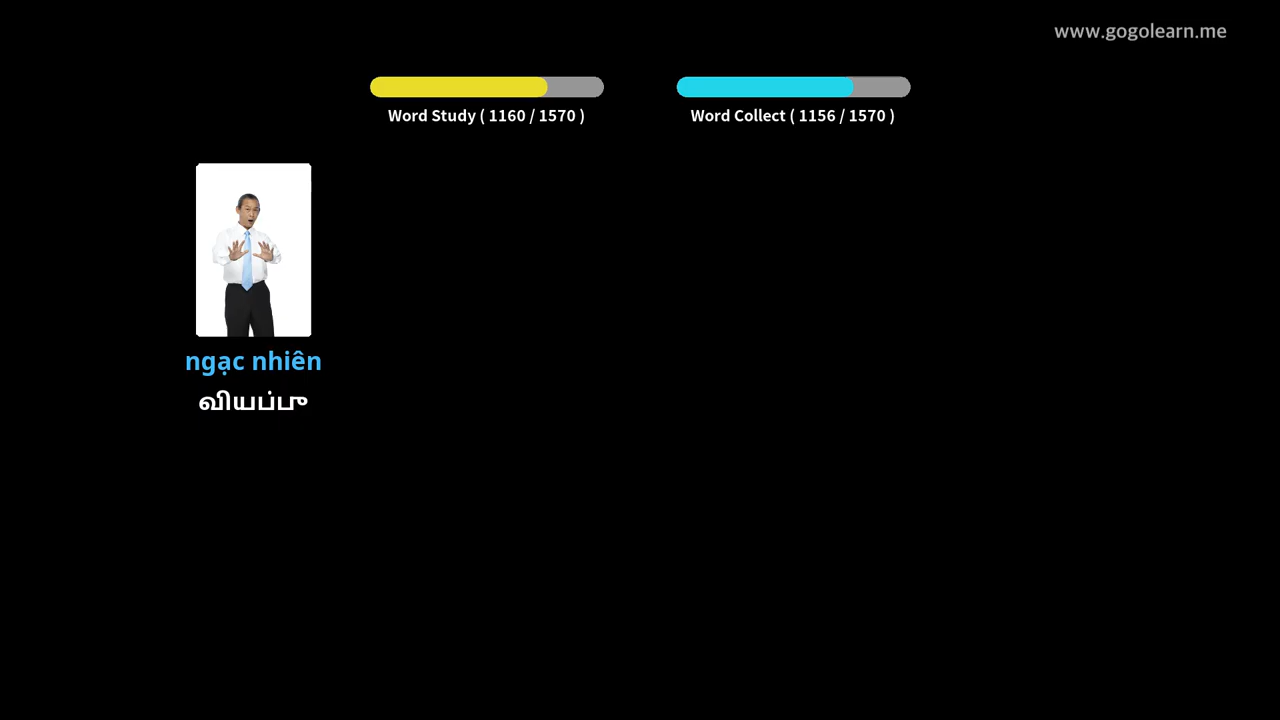 www.gogolearn.me
Word Study ( 1160 / 1570 )
Word Collect ( 1156 / 1570 )
ngạc nhiên
வியப்பு